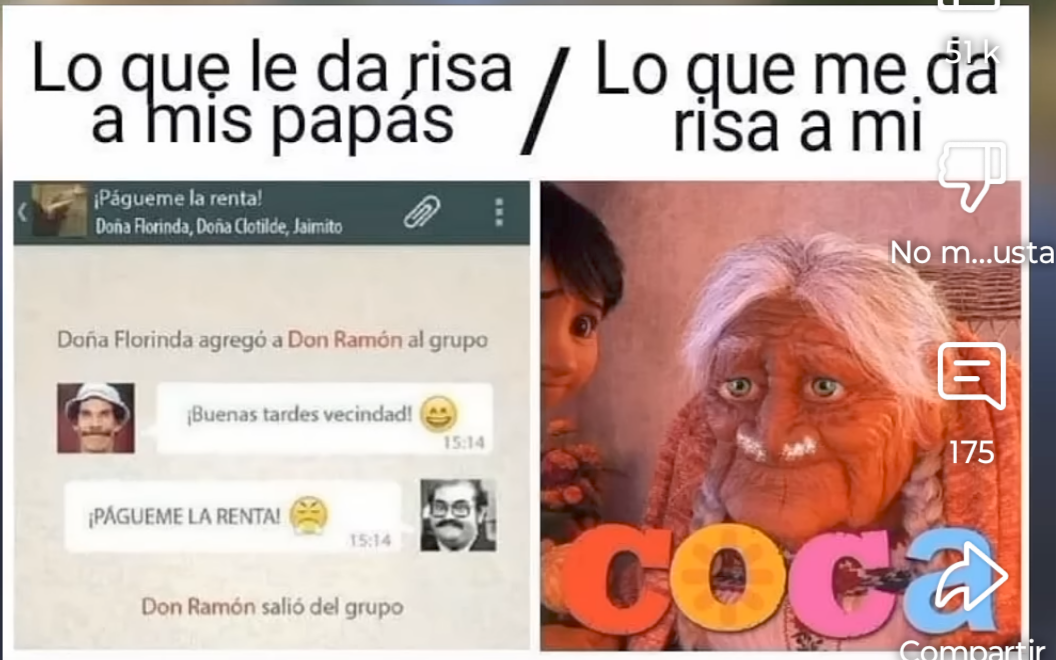 Lo que le da risa
a mis papás
/
Lo que me da
risa a mi
51 k
No m...usta
175
Compartir
¡Págueme la renta!
Doña Florinda, Doña Clotilde, Jaimito
Doña Florinda agregó a Don Ramón al grupo
¡Buenas tardes vecindad! 😄
15:14
¡PÁGUEME LA RENTA! 😤
15:14
Don Ramón salió del grupo
coca